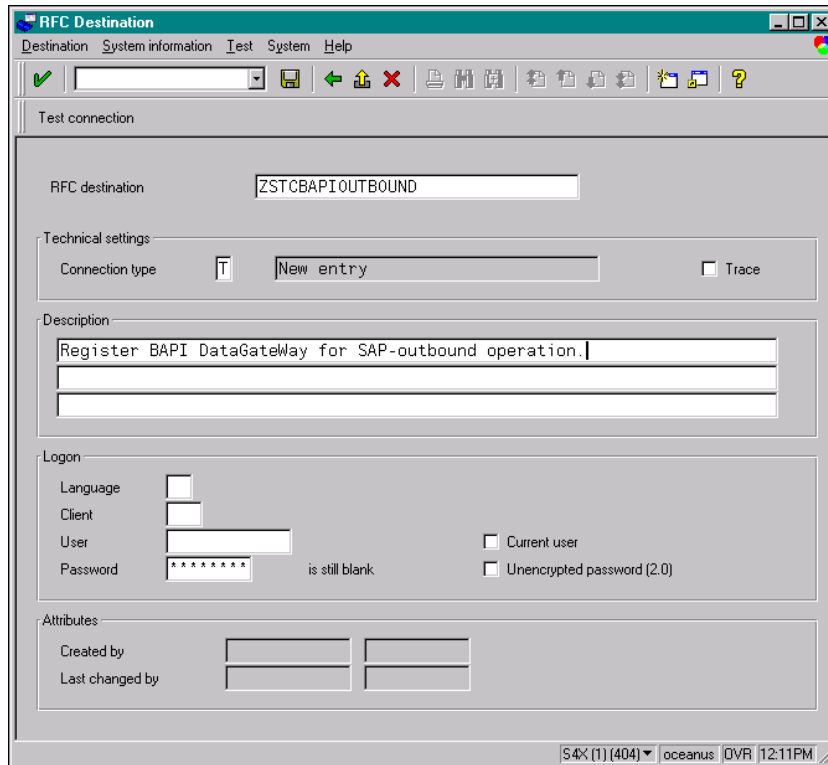 RFC Destination
Destination System information Test System Help
Test connection
RFC destination ZSTCBAPIOUTBOUND
Technical settings
Connection type T New entry Trace
Description
Register BAPI DataGateWay for SAP-outbound operation.
Logon
Language
Client
User Current user
Password ******** is still blank Unencrypted password (2.0)
Attributes
Created by
Last changed by
S4X (1) (404) oceanus OVR 12:11PM